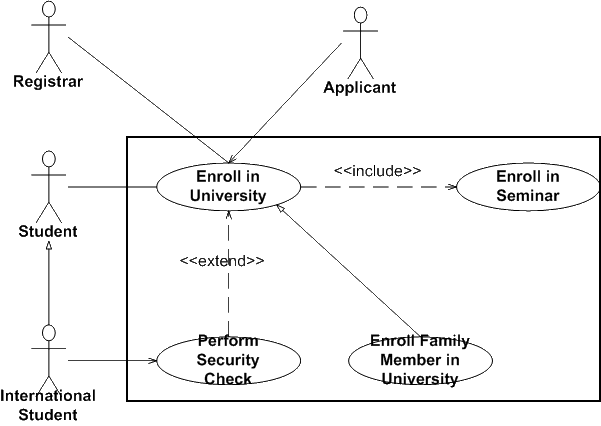 Registrar
Applicant
Enroll in
University
<<include>>
Enroll in
Seminar
Student
<<extend>>
Perform
Security
Check
Enroll Family
Member in
University
International
Student